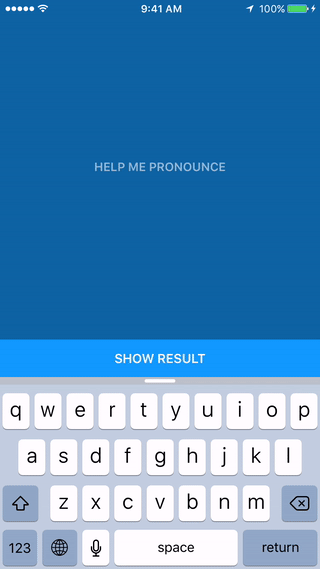 9:41 AM 100%
HELP ME PRONOUNCE
SHOW RESULT
q w e r t y u i o p
a s d f g h j k l
z x c v b n m
123 space return